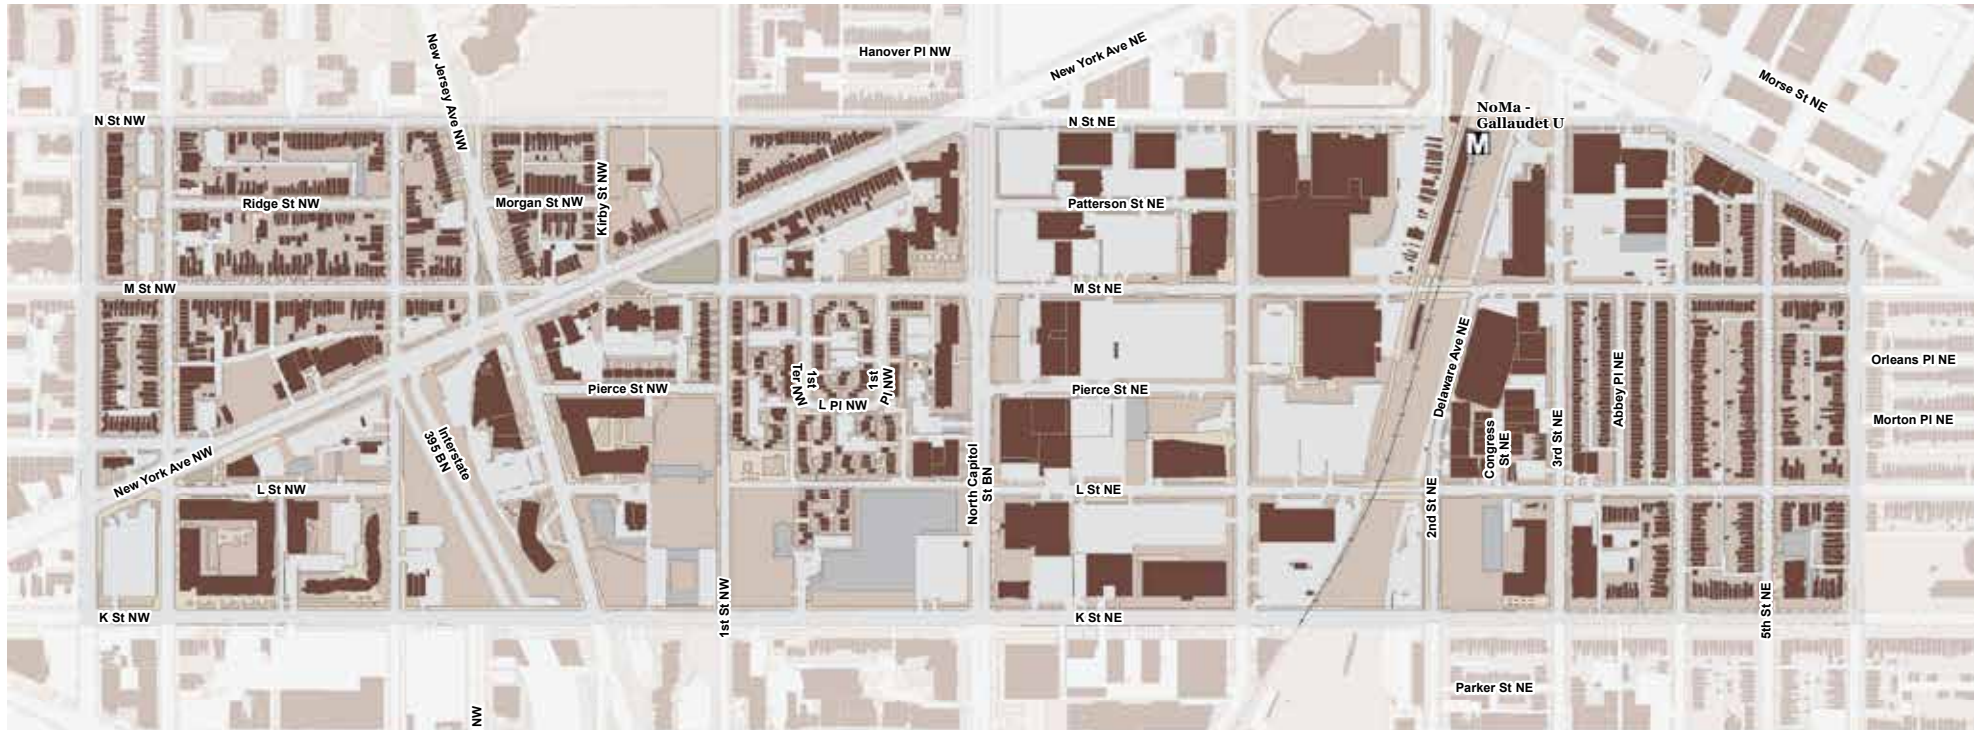 Hanover Pl NW
New York Ave NE
New Jersey Ave NW
Morse St NE
NoMa -
Gallaudet U
M
N St NW
N St NE
Ridge St NW
Morgan St NW
Kirby St NW
Patterson St NE
M St NW
M St NE
Delaware Ave NE
Abbey Pl NE
Orleans Pl NE
Pierce St NW
1st
Ter NW
1st
Pl NW
L Pl NW
Pierce St NE
Morton Pl NE
Interstate
395 BN
Congress
St NE
3rd St NE
New York Ave NW
L St NW
North Capitol
St BN
L St NE
2nd St NE
K St NW
1st St NW
K St NE
5th St NE
Parker St NE
NW